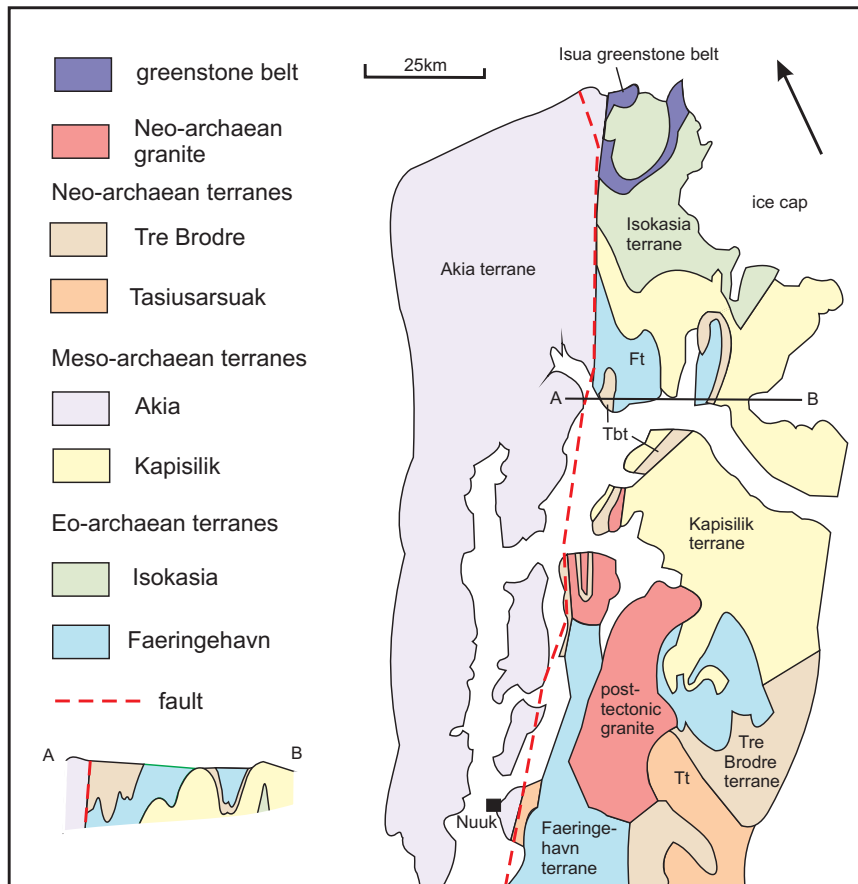 greenstone belt
Neo-archaean
granite
Neo-archaean terranes
Tre Brodre
Tasiusarsuak
Meso-archaean terranes
Akia
Kapisilik
Eo-archaean terranes
Isokasia
Faeringehavn
fault
A
B
25km
Isua greenstone belt
ice cap
Isokasia
terrane
Akia terrane
Ft
A
B
Tbt
Kapisilik
terrane
post-
tectonic
granite
Tre
Brodre
terrane
Tt
Nuuk
Faeringe-
havn
terrane